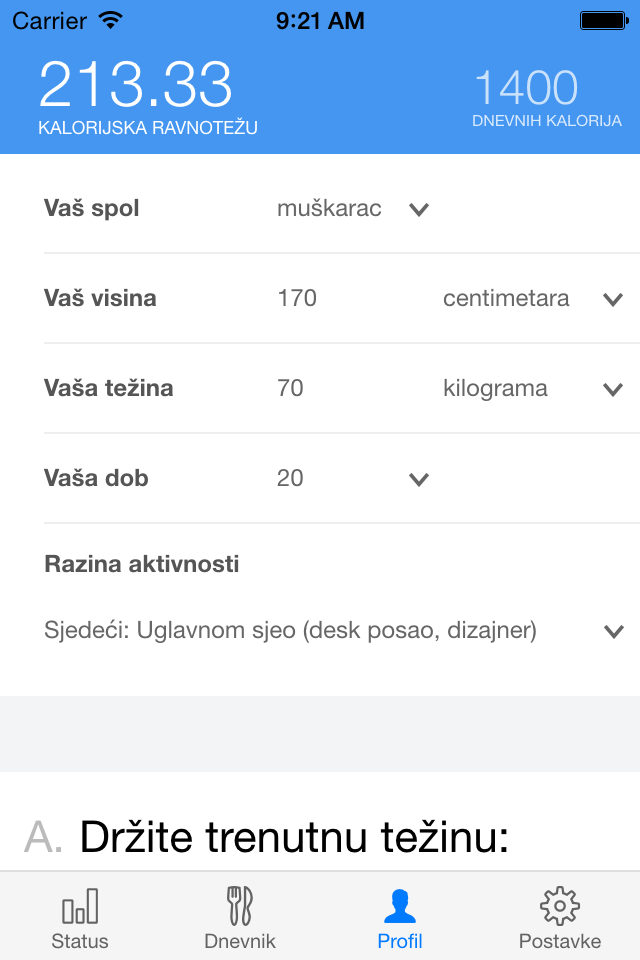 Carrier 9:21 AM
213.33 1400
KALORIJSKA RAVNOTEŽU DNEVNIH KALORIJA
Vaš spol muškarac
Vaš visina 170 centimetara
Vaša težina 70 kilograma
Vaša dob 20
Razina aktivnosti
Sjedeći: Uglavnom sjeo (desk posao, dizajner)
A. Držite trenutnu težinu:
Status Dnevnik Profil Postavke